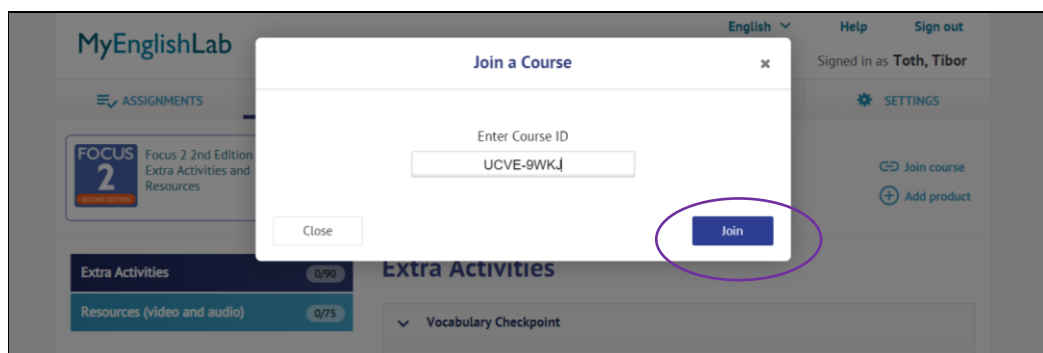 English Help Sign out
MyEnglishLab
Join a Course
Signed in as Toth, Tibor
ASSIGNMENTS
SETTINGS
Enter Course ID
UCVE-9WKJ
FOCUS
2
SECOND EDITION
Focus 2 2nd Edition
Extra Activities and
Resources
Join course
Add product
Close
Join
Extra Activities 0/90
Resources (video and audio) 0/75
Extra Activities
Vocabulary Checkpoint